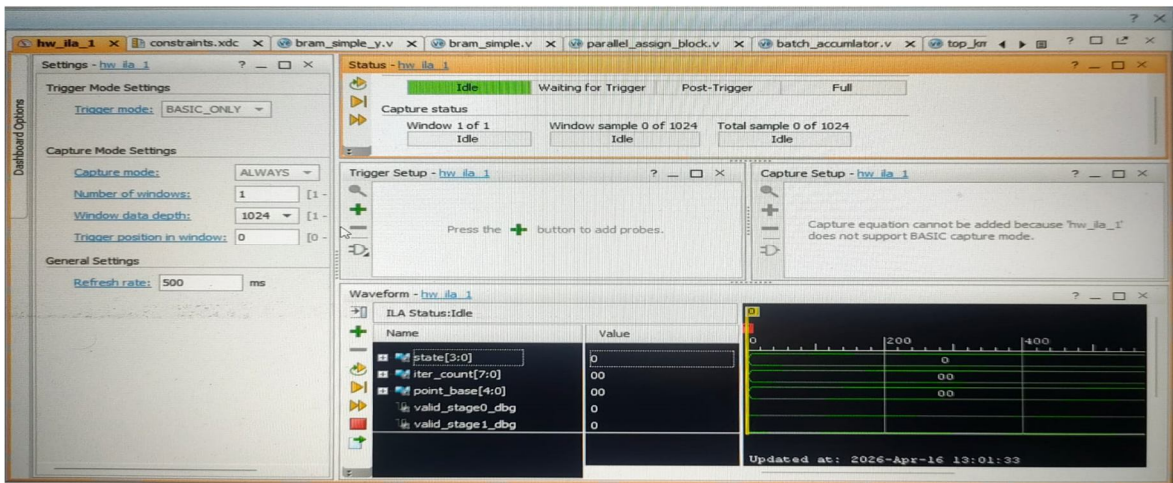 ? ×
hw_ila_1 × constraints.xdc × bram_simple_y.v × bram_simple.v × parallel_assign_block.v × batch_accumlator.v × top_km ?
Dashboard Options
Settings - hw_ila_1 ? ×
Trigger Mode Settings
Trigger mode: BASIC_ONLY
Capture Mode Settings
Capture mode: ALWAYS
Number of windows: 1 [1 -
Window data depth: 1024 [1 -
Trigger position in window: 0 [0 -
General Settings
Refresh rate: 500 ms
Status - hw_ila_1 ? ×
Idle Waiting for Trigger Post-Trigger Full
Capture status
Window 1 of 1 Window sample 0 of 1024 Total sample 0 of 1024
Idle Idle Idle
Trigger Setup - hw_ila_1 ? ×
Press the + button to add probes.
Capture Setup - hw_ila_1 ? ×
Capture equation cannot be added because 'hw_ila_1'
does not support BASIC capture mode.
Waveform - hw_ila_1 ? ×
ILA Status:Idle
Name Value
0 200 400
state[3:0] 0 0
iter_count[7:0] 00 00
point_base[4:0] 00 00
valid_stage0_dbg 0
valid_stage1_dbg 0
Updated at: 2026-Apr-16 13:01:33